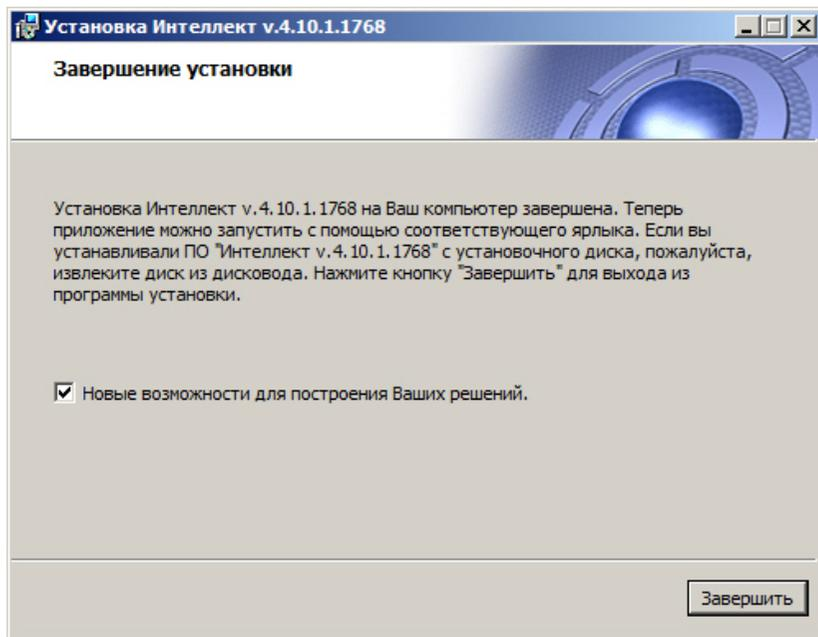 Установка Интеллект v.4.10.1.1768
Завершение установки
Установка Интеллект v.4.10.1.1768 на Ваш компьютер завершена. Теперь
приложение можно запустить с помощью соответствующего ярлыка. Если вы
устанавливали ПО "Интеллект v.4.10.1.1768" с установочного диска, пожалуйста,
извлеките диск из дисковода. Нажмите кнопку "Завершить" для выхода из
программы установки.
Новые возможности для построения Ваших решений.
Завершить